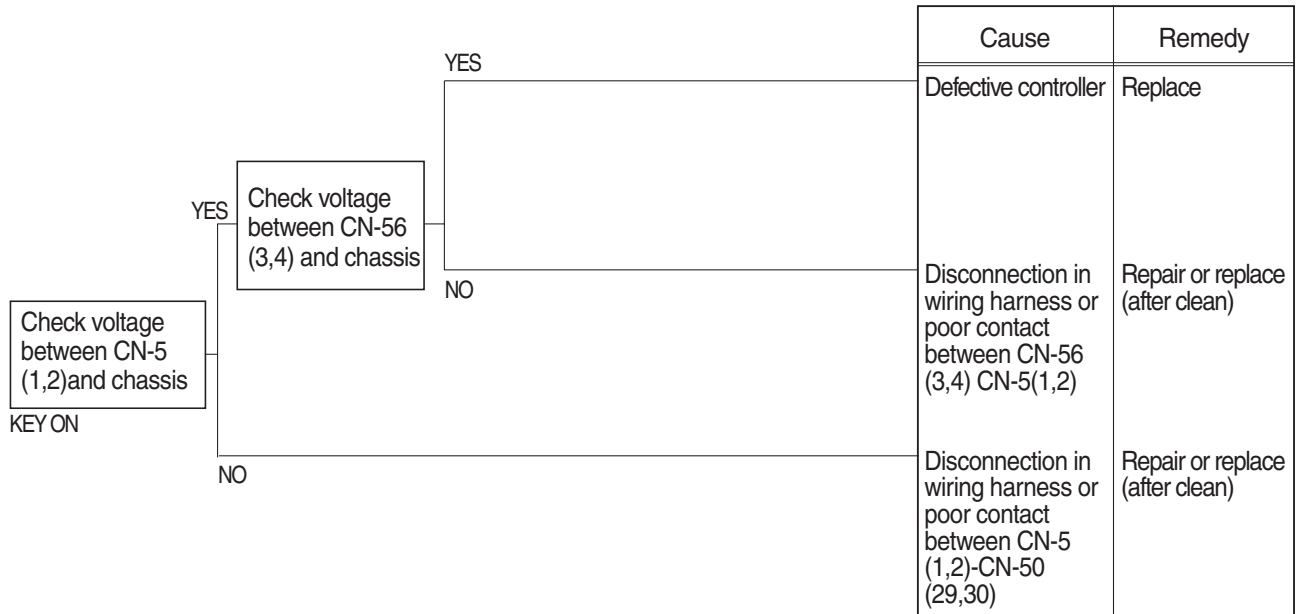 Cause
Remedy
YES
Defective controller
Replace
YES
Check voltage
between CN-56
(3,4) and chassis
NO
Disconnection in
wiring harness or
poor contact
between CN-56
(3,4) CN-5(1,2)
Repair or replace
(after clean)
Check voltage
between CN-5
(1,2)and chassis
KEY ON
NO
Disconnection in
wiring harness or
poor contact
between CN-5
(1,2)-CN-50
(29,30)
Repair or replace
(after clean)